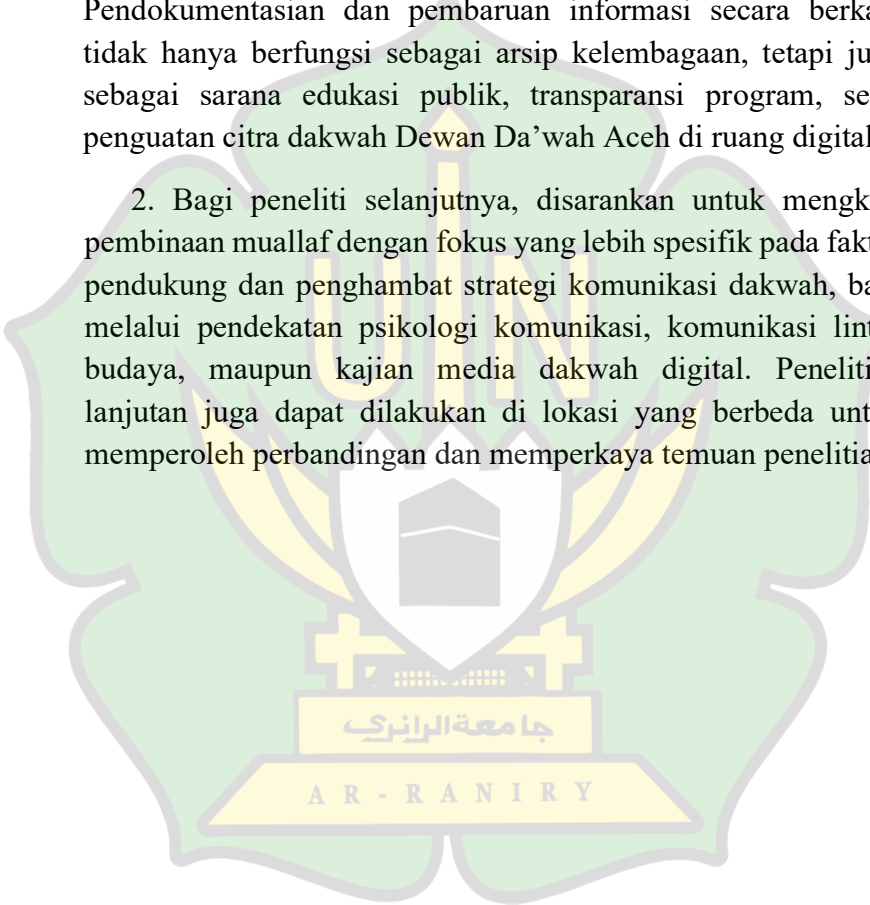 Pendokumentasian dan pembaruan informasi secara berka
tidak hanya berfungsi sebagai arsip kelembagaan, tetapi ju
sebagai sarana edukasi publik, transparansi program, se
penguatan citra dakwah Dewan Da’wah Aceh di ruang digital
2. Bagi peneliti selanjutnya, disarankan untuk mengk
pembinaan muallaf dengan fokus yang lebih spesifik pada fakt
pendukung dan penghambat strategi komunikasi dakwah, ba
melalui pendekatan psikologi komunikasi, komunikasi lint
budaya, maupun kajian media dakwah digital. Peneliti
lanjutan juga dapat dilakukan di lokasi yang berbeda unt
memperoleh perbandingan dan memperkaya temuan penelitia
UIN
جامعة الرانري
AR-RANIRY